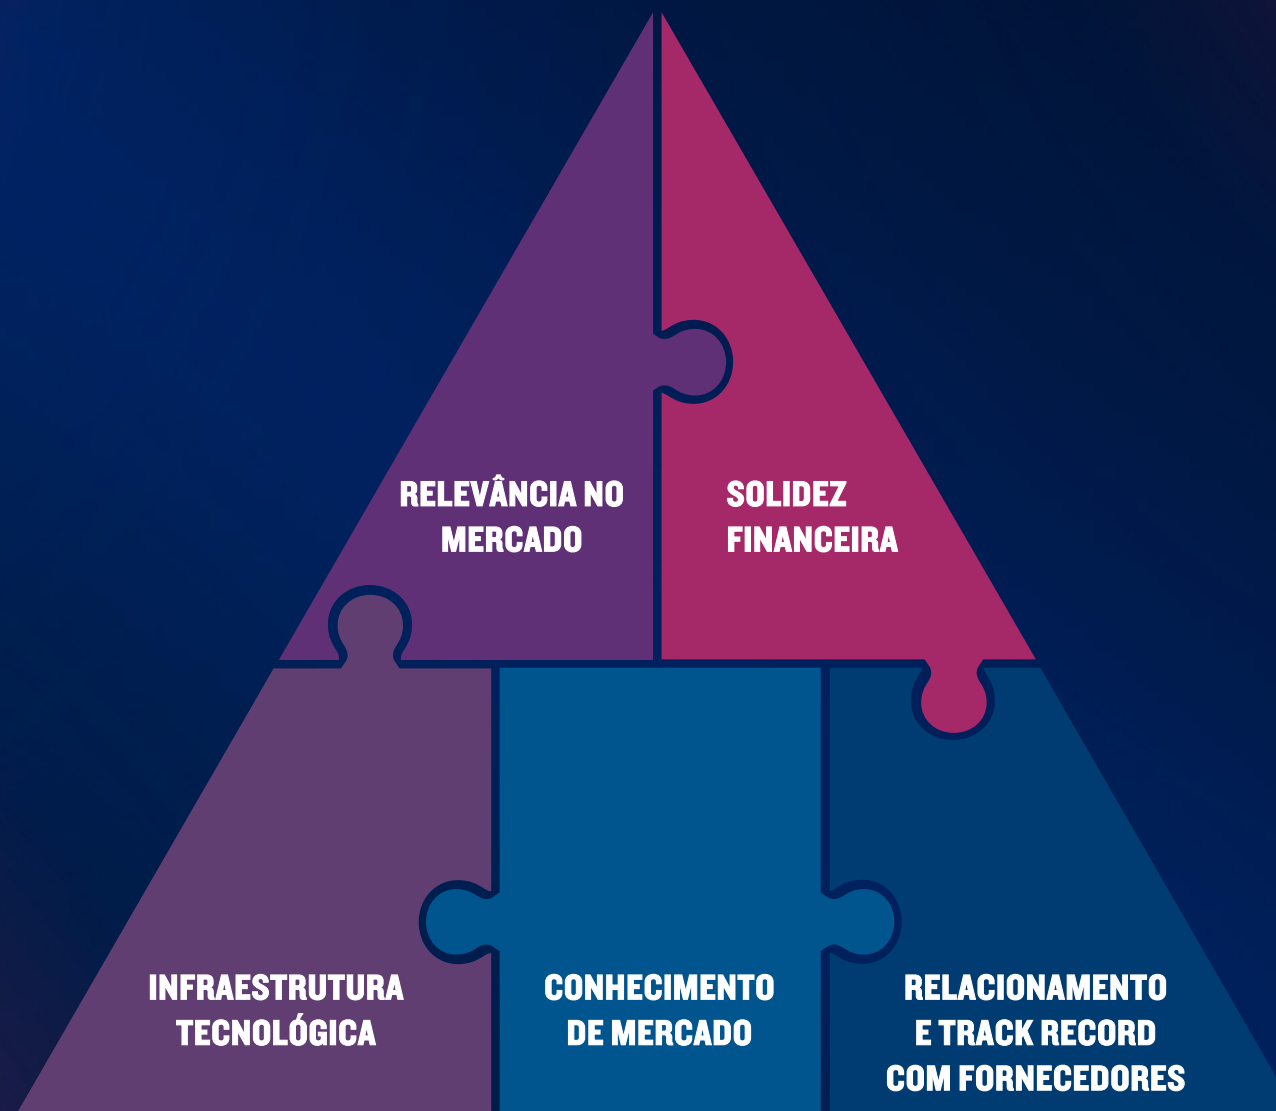 RELEVÂNCIA NO
MERCADO
SOLIDEZ
FINANCEIRA
INFRAESTRUTURA
TECNOLÓGICA
CONHECIMENTO
DE MERCADO
RELACIONAMENTO
E TRACK RECORD
COM FORNECEDORES